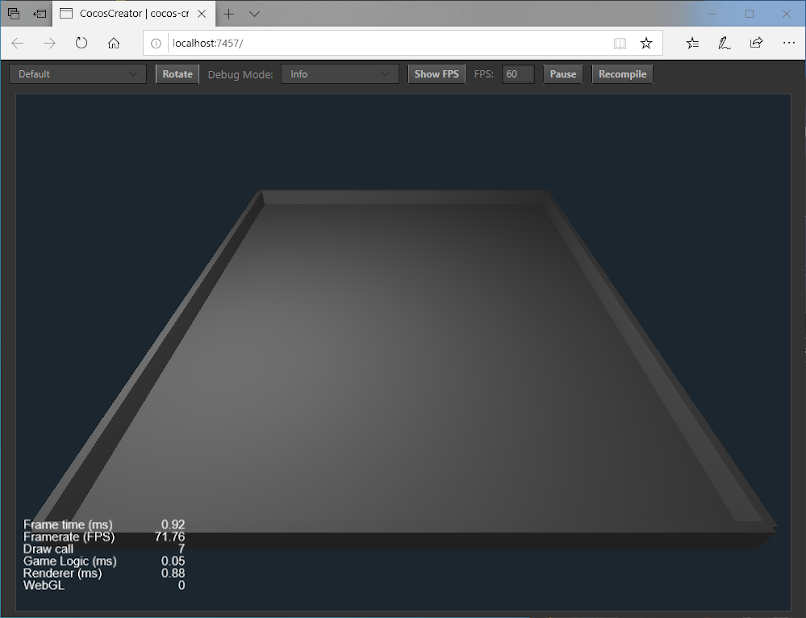 CocosCreator | cocos-cr
localhost:7457/
Default Rotate Debug Mode: Info Show FPS FPS: 60 Pause Recompile
Frame time (ms) 0.92
Framerate (FPS) 71.76
Draw call 7
Game Logic (ms) 0.05
Renderer (ms) 0.88
WebGL 0